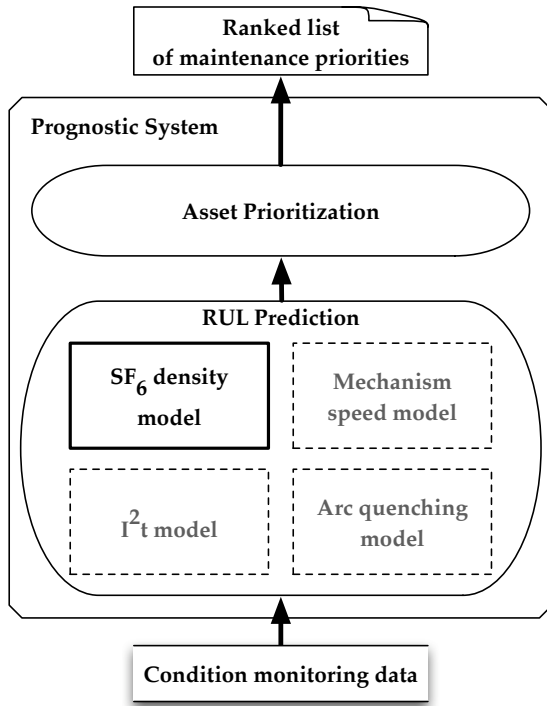 Ranked list
of maintenance priorities
Prognostic System
Asset Prioritization
RUL Prediction
SF₆ density
model
Mechanism
speed model
I²t model
Arc quenching
model
Condition monitoring data